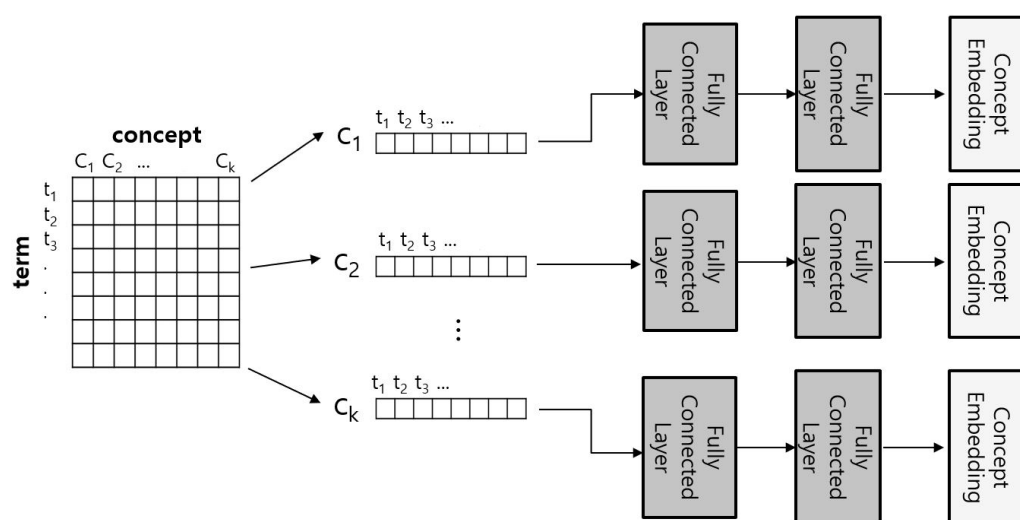 concept
C1 C2 ... Ck
term
t1
t2
t3
.
.
.
C1
t1 t2 t3 ...
Fully
Connected
Layer
Fully
Connected
Layer
Concept
Embedding
C2
t1 t2 t3 ...
Fully
Connected
Layer
Fully
Connected
Layer
Concept
Embedding
⋮
Ck
t1 t2 t3 ...
Fully
Connected
Layer
Fully
Connected
Layer
Concept
Embedding